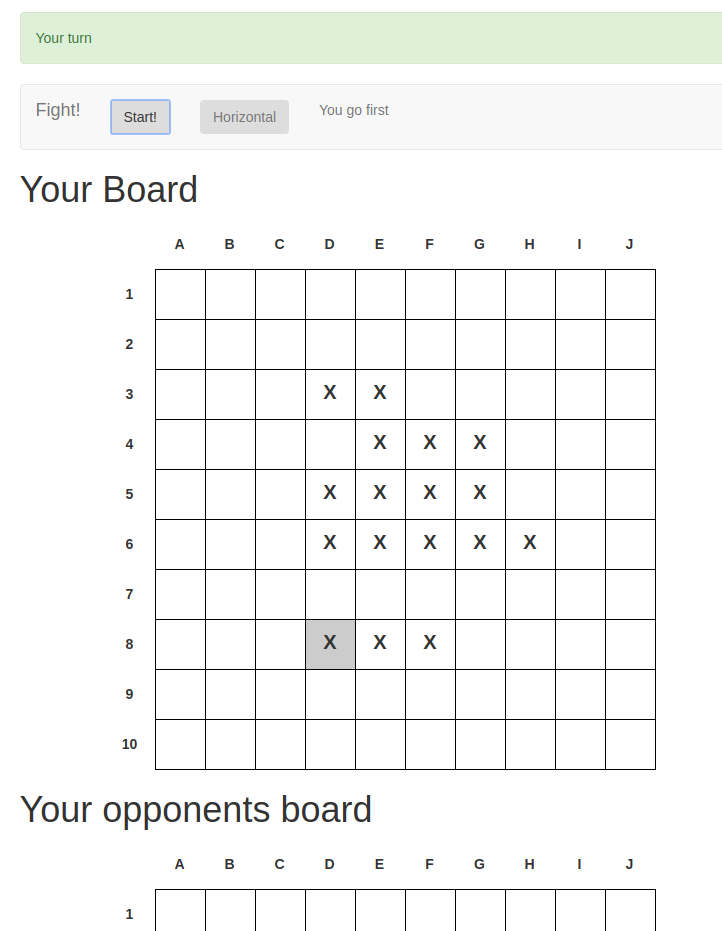 Your turn
Fight! Start! Horizontal You go first
Your Board
A B C D E F G H I J
1
2
3 X X
4 X X X
5 X X X X
6 X X X X X
7
8 X X X
9
10
Your opponents board
A B C D E F G H I J
1